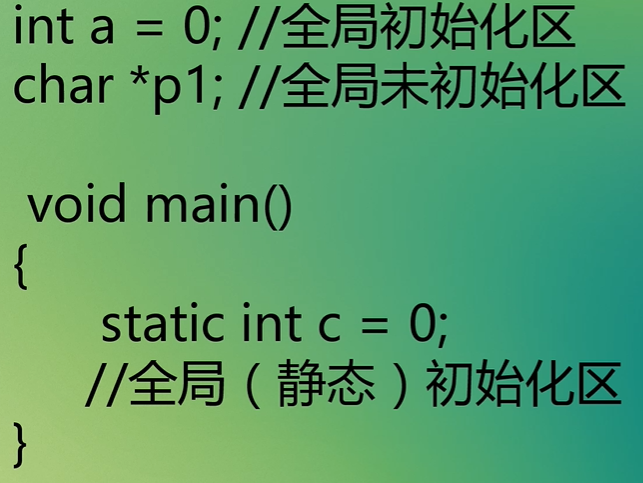 int a = 0; //全局初始化区
char *p1; //全局未初始化区
void main()
{
static int c = 0;
//全局（静态）初始化区
}